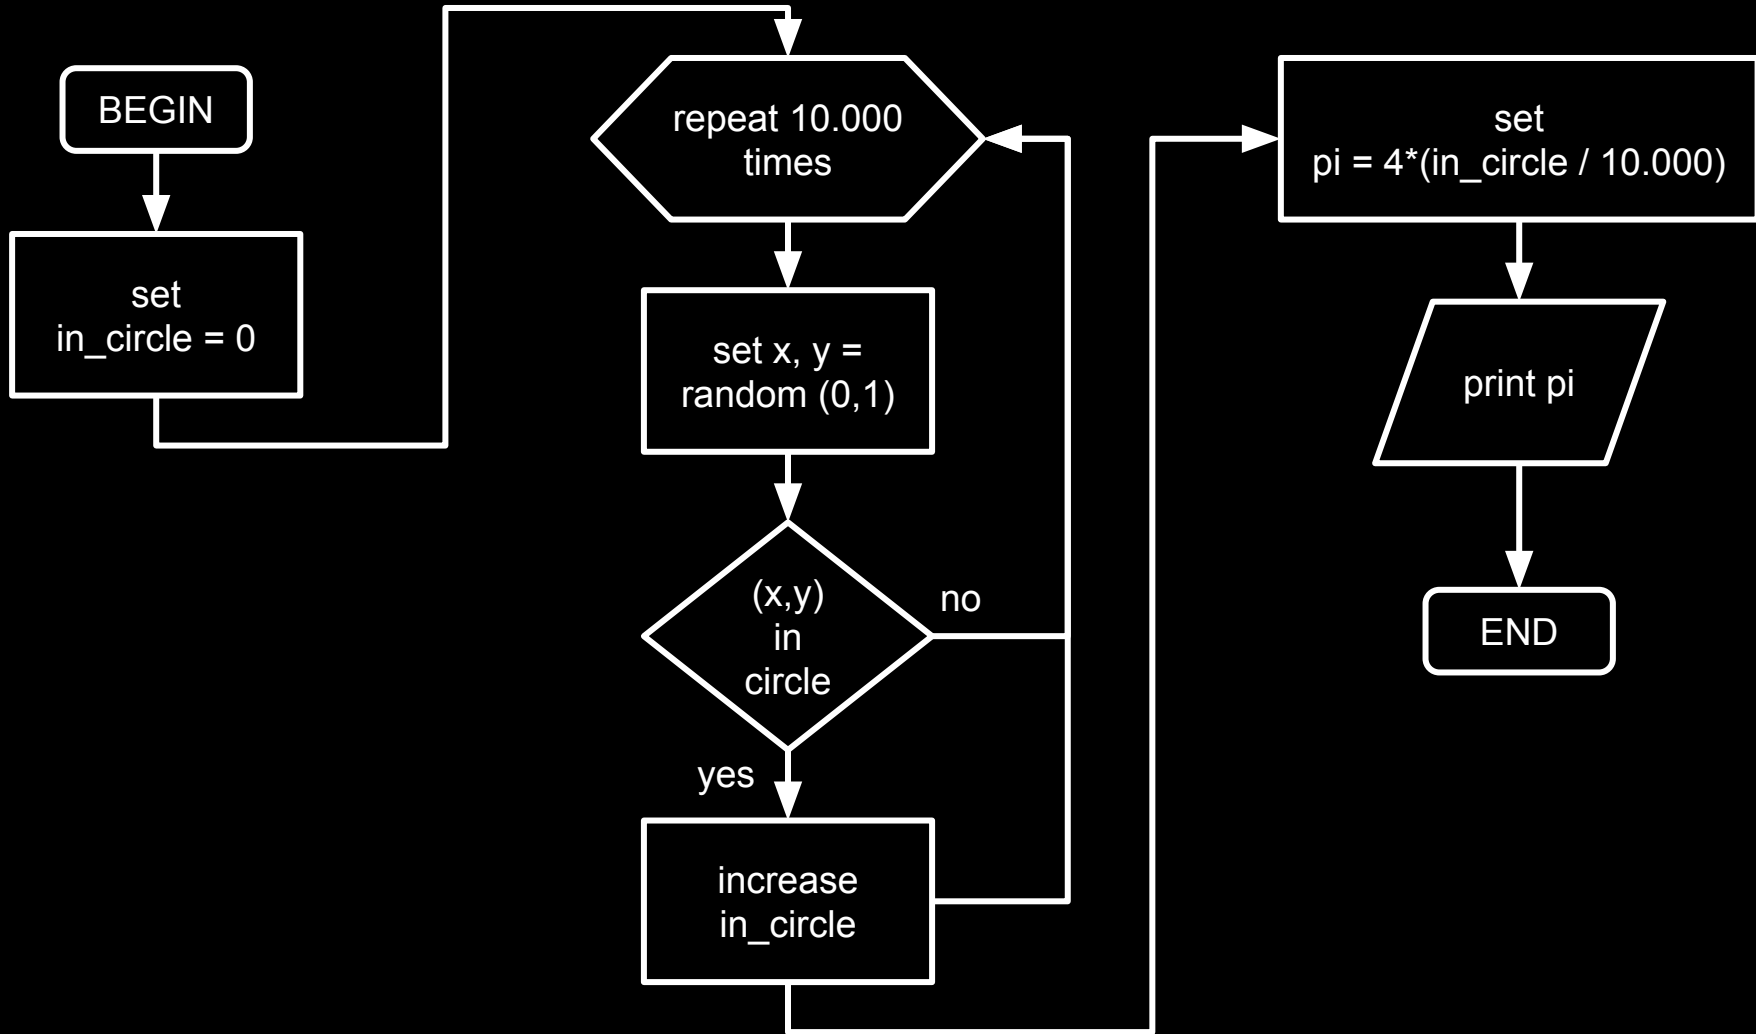 BEGIN
set
in_circle = 0
repeat 10.000
times
set x, y =
random (0,1)
(x,y)
in
circle
no
yes
increase
in_circle
set
pi = 4*(in_circle / 10.000)
print pi
END